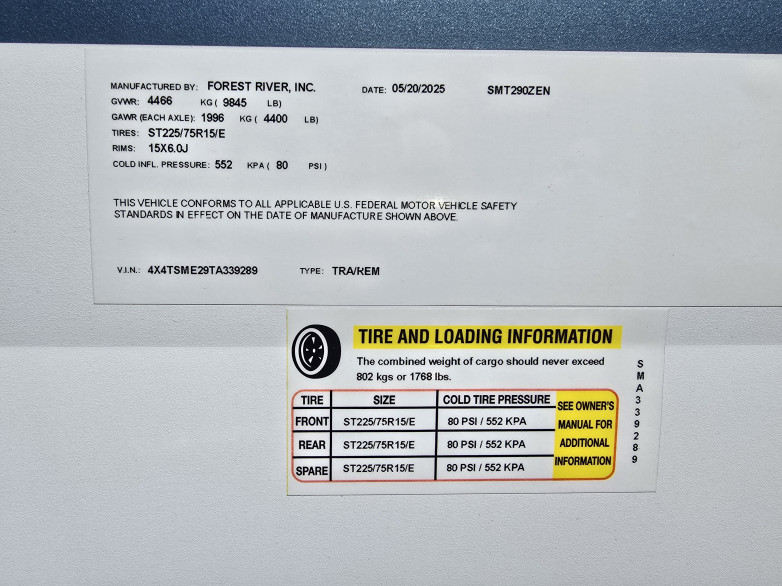 MANUFACTURED BY: FOREST RIVER, INC. DATE: 05/20/2025 SMT290ZEN
GVWR: 4466 KG ( 9845 LB)
GAWR (EACH AXLE): 1996 KG ( 4400 LB)
TIRES: ST225/75R15/E
RIMS: 15X6.0J
COLD INFL. PRESSURE: 552 KPA ( 80 PSI )
THIS VEHICLE CONFORMS TO ALL APPLICABLE U.S. FEDERAL MOTOR VEHICLE SAFETY
STANDARDS IN EFFECT ON THE DATE OF MANUFACTURE SHOWN ABOVE.
V.I.N.: 4X4TSME29TA339289 TYPE: TRA/REM
TIRE AND LOADING INFORMATION
The combined weight of cargo should never exceed
802 kgs or 1768 lbs.
TIRE SIZE COLD TIRE PRESSURE
FRONT ST225/75R15/E 80 PSI / 552 KPA
REAR ST225/75R15/E 80 PSI / 552 KPA
SPARE ST225/75R15/E 80 PSI / 552 KPA
SEE OWNER'S
MANUAL FOR
ADDITIONAL
INFORMATION
SMA339289